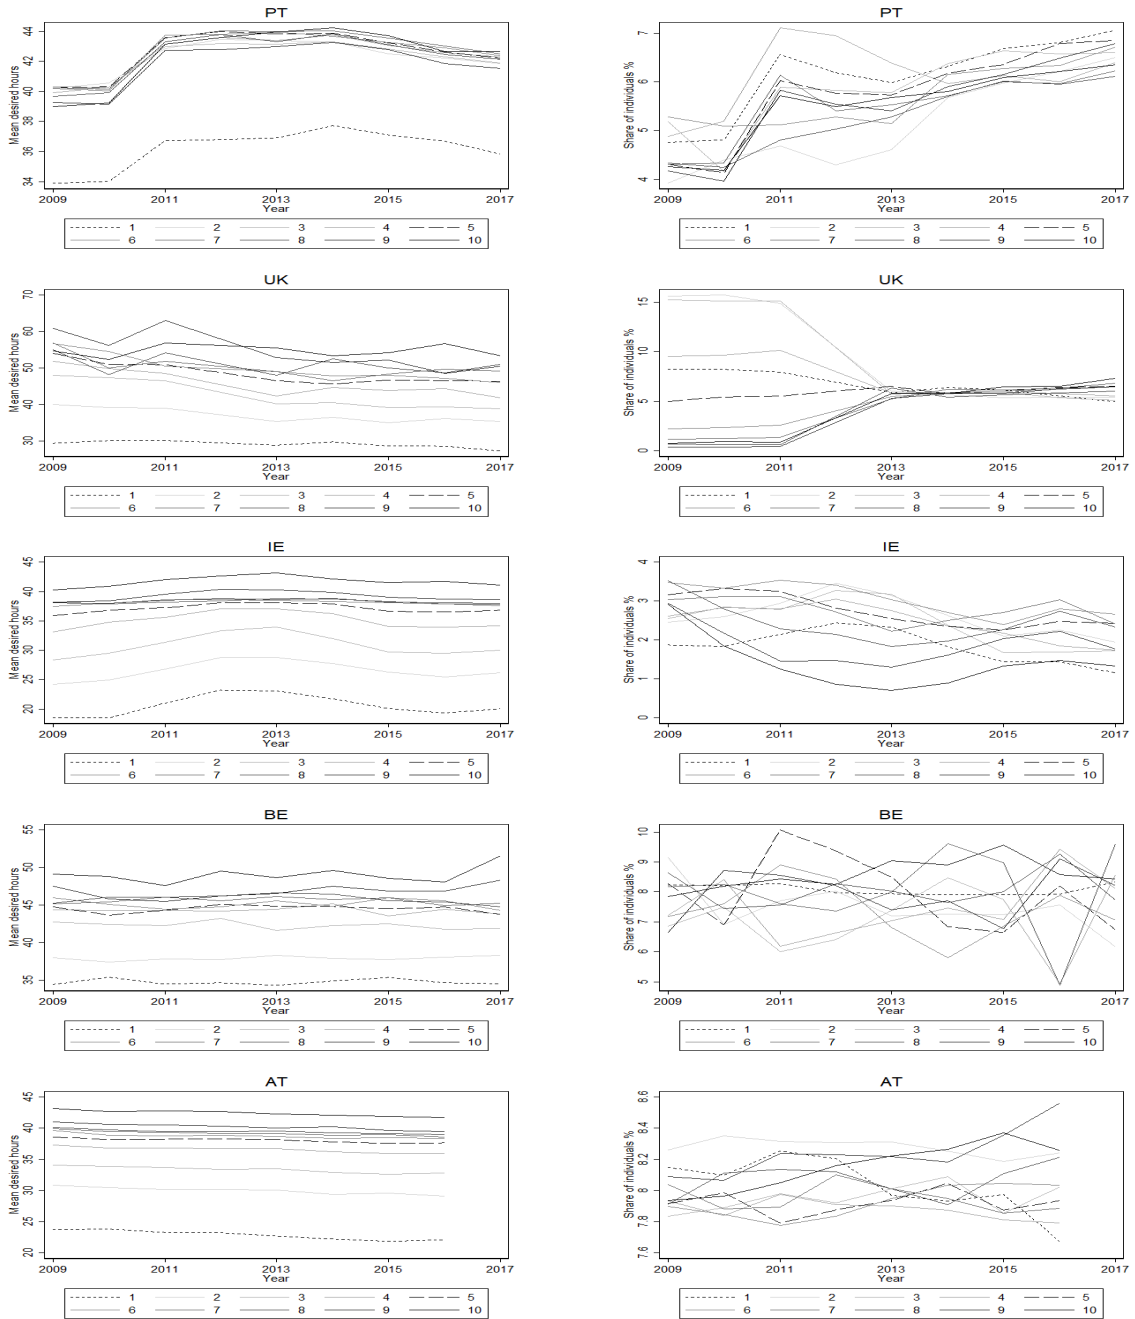 PT
PT
Mean desired hours
34 36 38 40 42 44
Share of individuals %
4 5 6 7
2009 2011 2013 2015 2017
2009 2011 2013 2015 2017
Year
Year
1 2 3 4 5
6 7 8 9 10
1 2 3 4 5
6 7 8 9 10
UK
UK
Mean desired hours
30 40 50 60 70
Share of individuals %
0 5 10 15
2009 2011 2013 2015 2017
2009 2011 2013 2015 2017
Year
Year
1 2 3 4 5
6 7 8 9 10
1 2 3 4 5
6 7 8 9 10
IE
IE
Mean desired hours
20 25 30 35 40 45
Share of individuals %
0 1 2 3 4
2009 2011 2013 2015 2017
2009 2011 2013 2015 2017
Year
Year
1 2 3 4 5
6 7 8 9 10
1 2 3 4 5
6 7 8 9 10
BE
BE
Mean desired hours
35 40 45 50 55
Share of individuals %
5 6 7 8 9 10
2009 2011 2013 2015 2017
2009 2011 2013 2015 2017
Year
Year
1 2 3 4 5
6 7 8 9 10
1 2 3 4 5
6 7 8 9 10
AT
AT
Mean desired hours
20 25 30 35 40 45
Share of individuals %
7.6 7.8 8 8.2 8.4 8.6
2009 2011 2013 2015 2017
2009 2011 2013 2015 2017
Year
Year
1 2 3 4 5
6 7 8 9 10
1 2 3 4 5
6 7 8 9 10